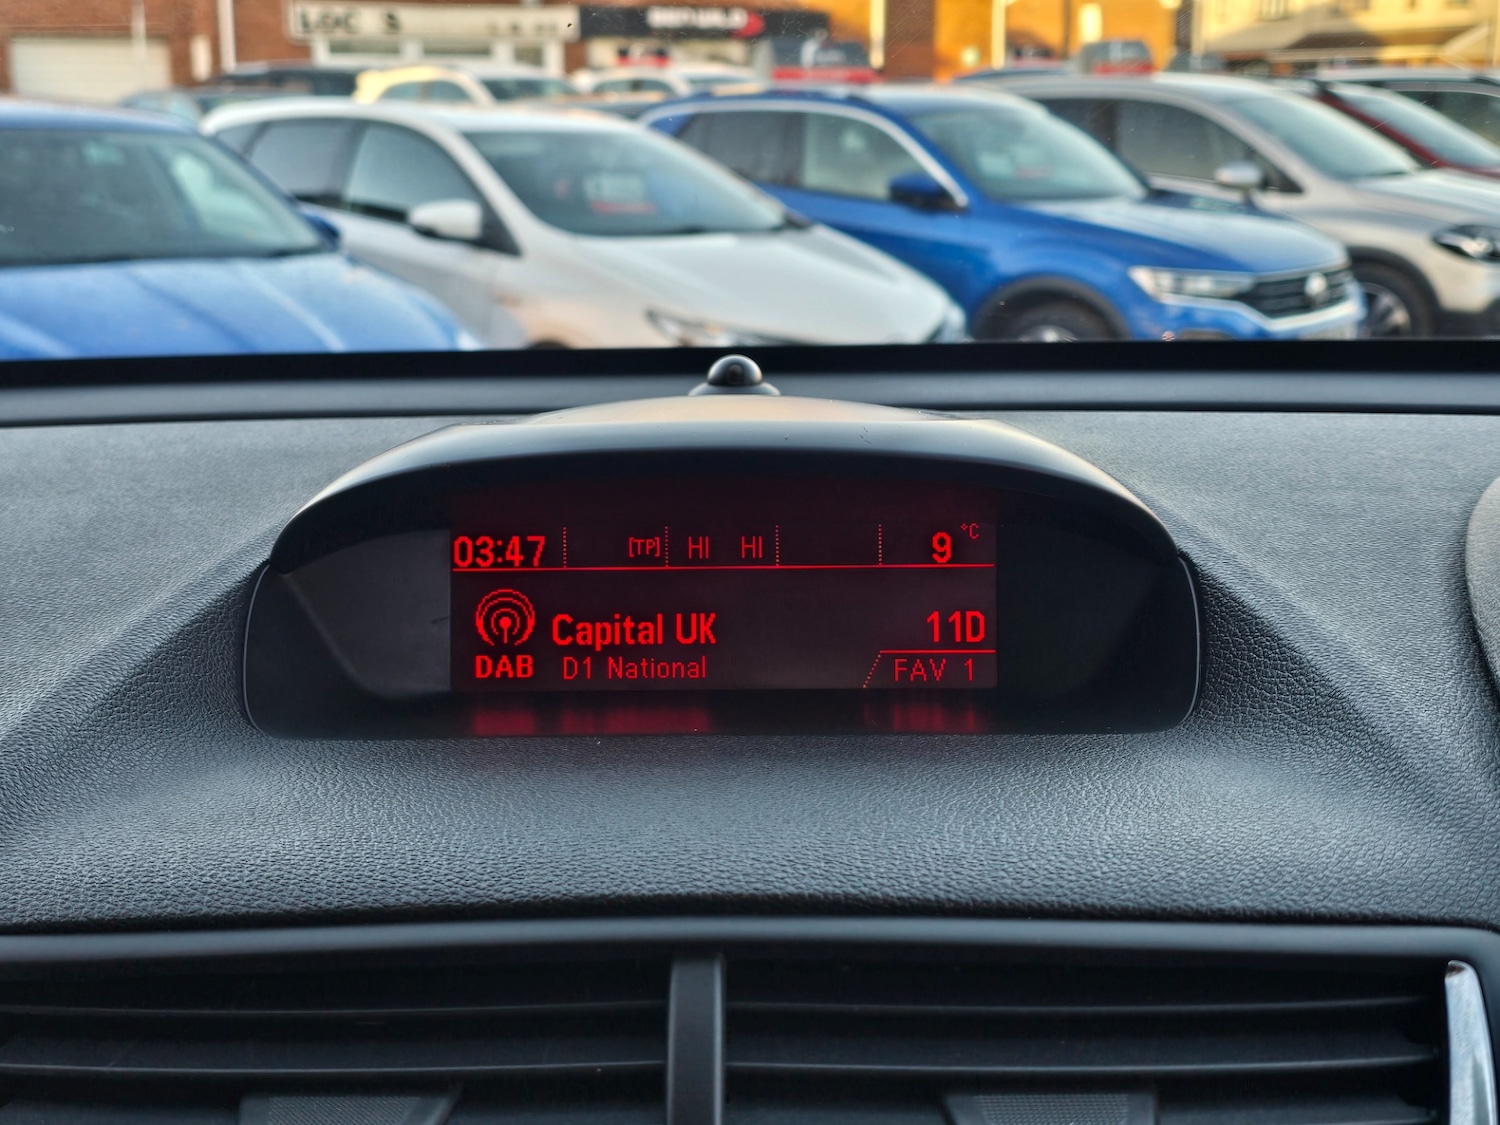 03:47 [TP] HI HI 9 °C
Capital UK 11D
DAB D1 National FAV 1